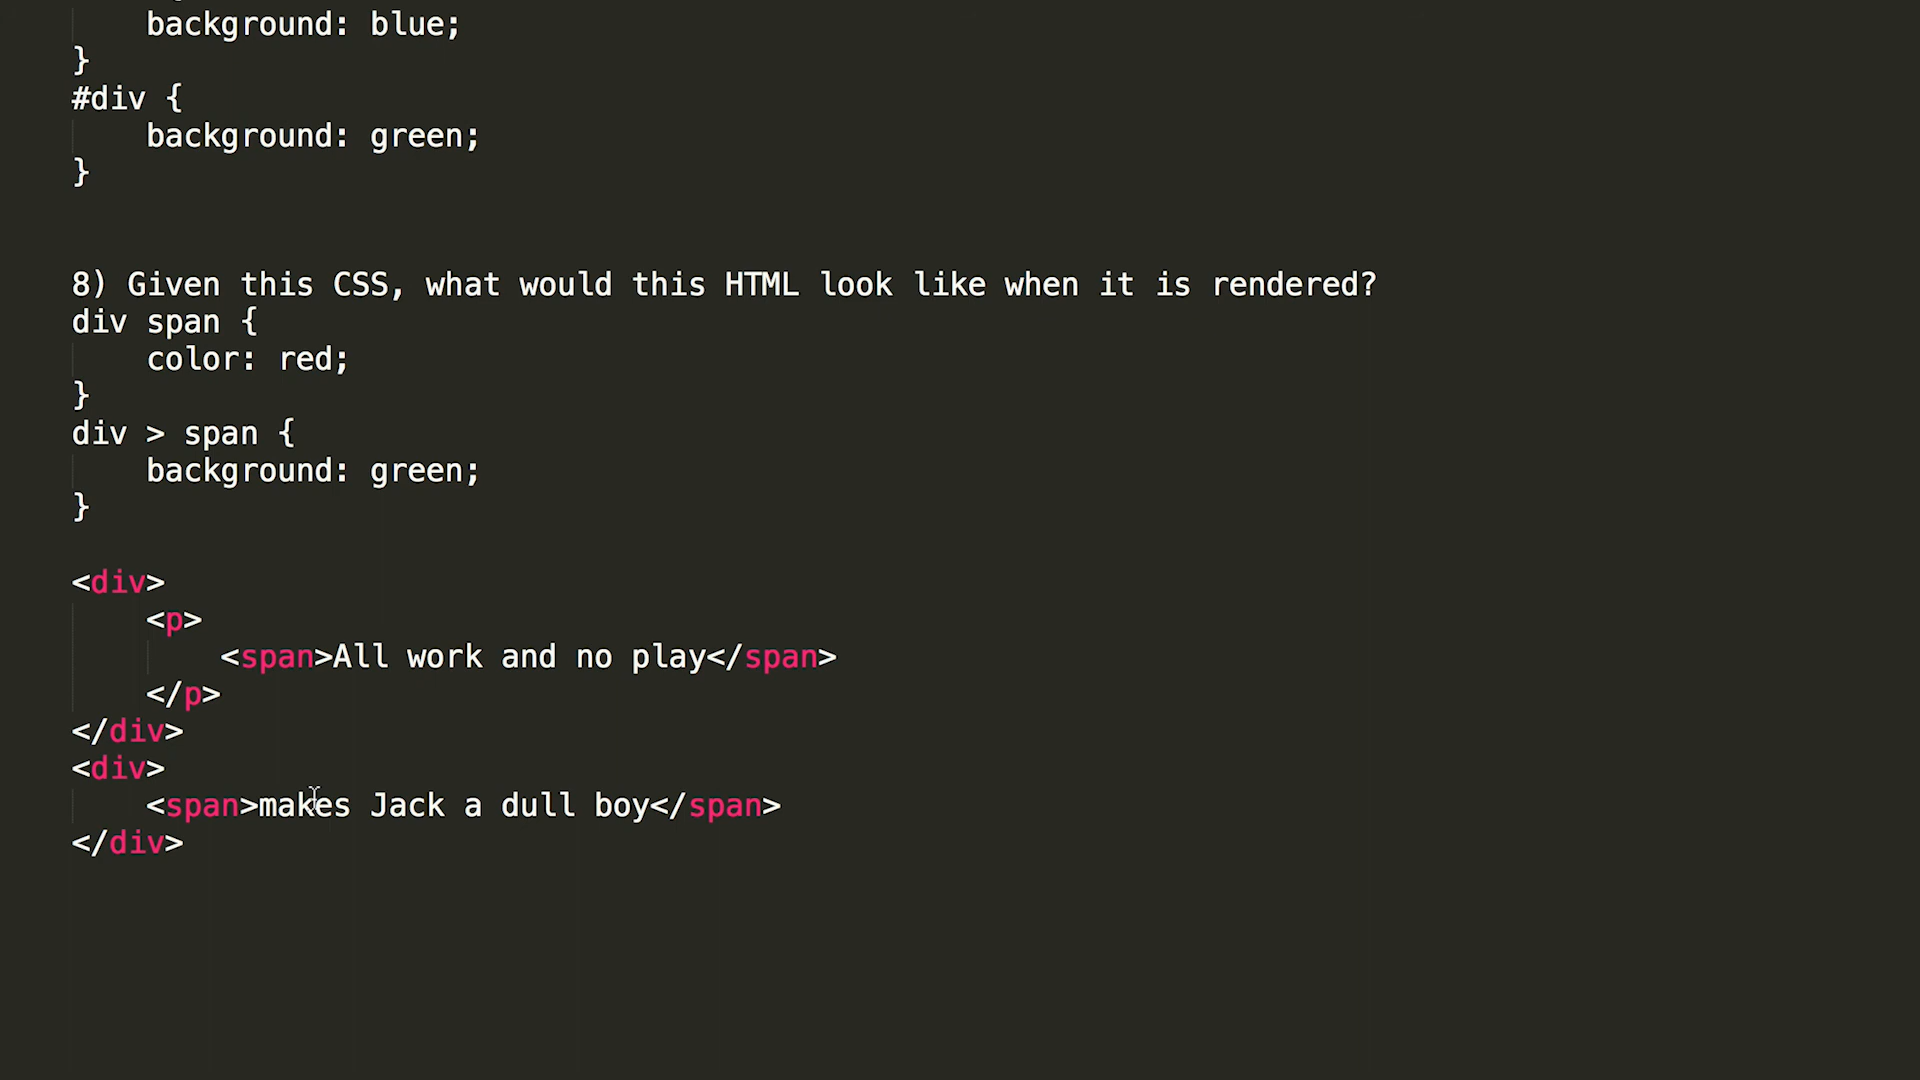 background: blue;
}
#div {
background: green;
}
8) Given this CSS, what would this HTML look like when it is rendered?
div span {
color: red;
}
div > span {
background: green;
}
<div>
<p>
<span>All work and no play</span>
</p>
</div>
<div>
<span>makes Jack a dull boy</span>
</div>